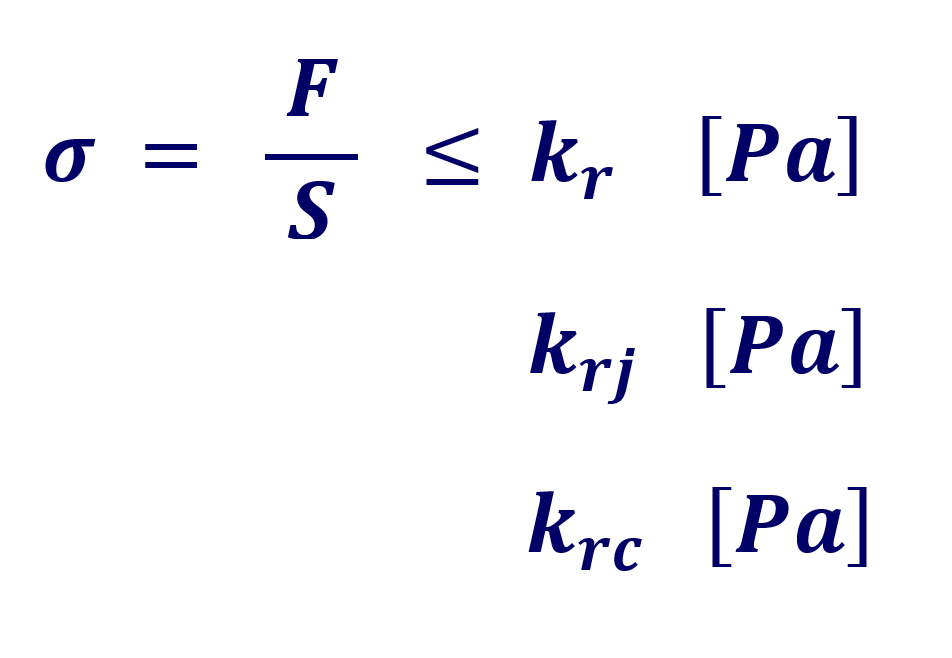 σ = F/S ≤ k_r [Pa]
k_rj [Pa]
k_rc [Pa]